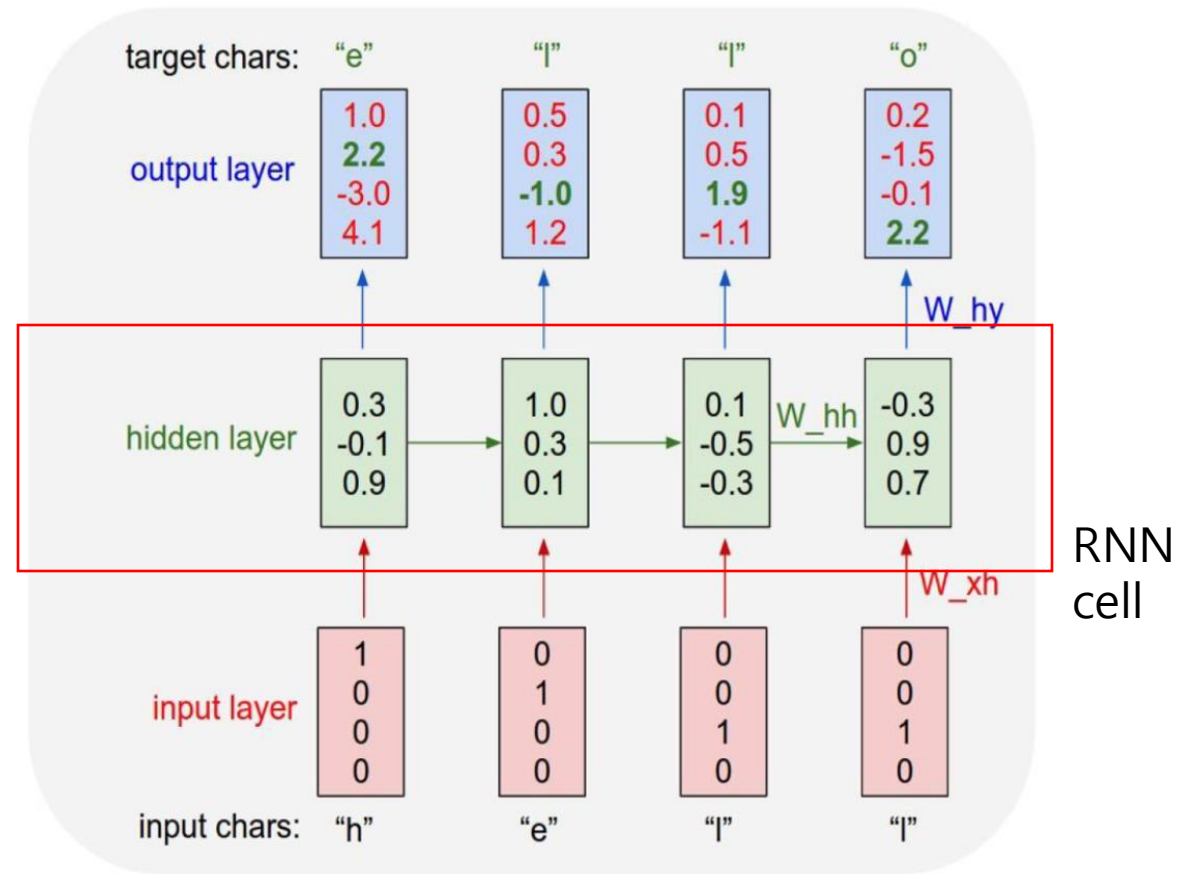 target chars: “e” “l” “l” “o”
output layer
1.0 0.5 0.1 0.2
2.2 0.3 0.5 -1.5
-3.0 -1.0 1.9 -0.1
4.1 1.2 -1.1 2.2
W_hy
hidden layer
0.3 1.0 0.1 -0.3
-0.1 0.3 -0.5 0.9
0.9 0.1 -0.3 0.7
W_hh
RNN
cell
W_xh
input layer
1 0 0 0
0 1 0 0
0 0 1 1
0 0 0 0
input chars: “h” “e” “l” “l”